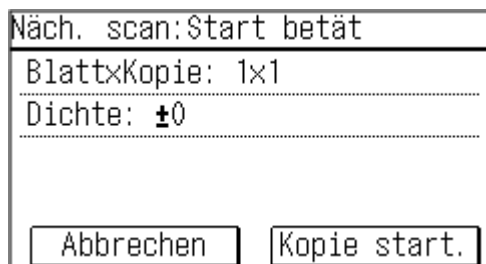 Näch. scan:Start betät
BlattxKopie: 1x1
Dichte: ±0
Abbrechen Kopie start.